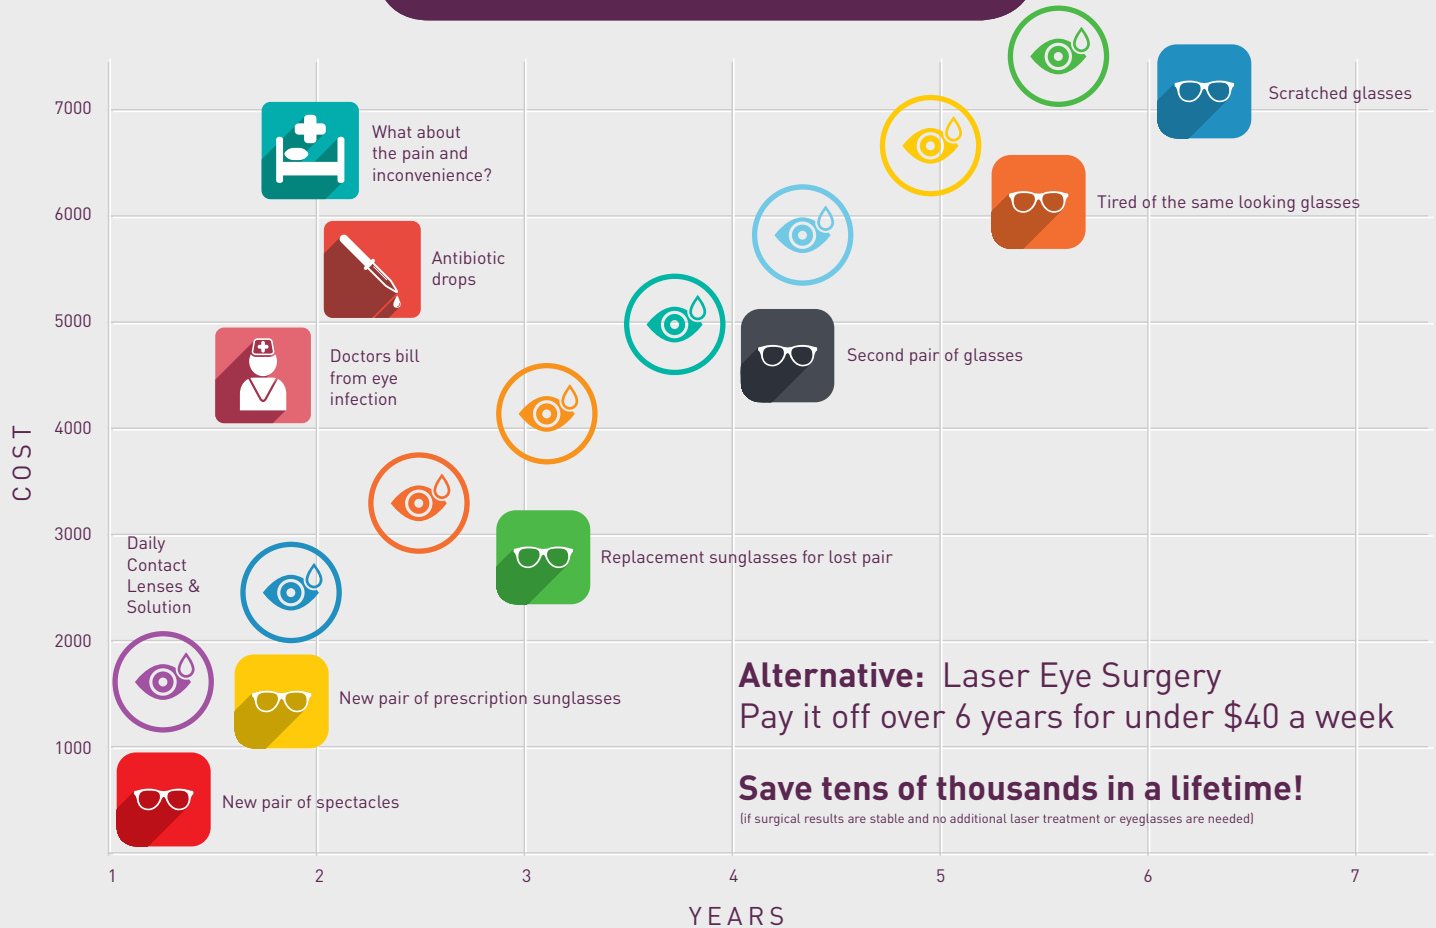 7000
6000
5000
4000
3000
2000
1000
COST
What about
the pain and
inconvenience?
Antibiotic
drops
Doctors bill
from eye
infection
Daily
Contact
Lenses &
Solution
Scratched glasses
Tired of the same looking glasses
Second pair of glasses
Replacement sunglasses for lost pair
New pair of prescription sunglasses
New pair of spectacles
Alternative: Laser Eye Surgery
Pay it off over 6 years for under $40 a week
Save tens of thousands in a lifetime!
(if surgical results are stable and no additional laser treatment or eyeglasses are needed)
1 2 3 4 5 6 7
YEARS